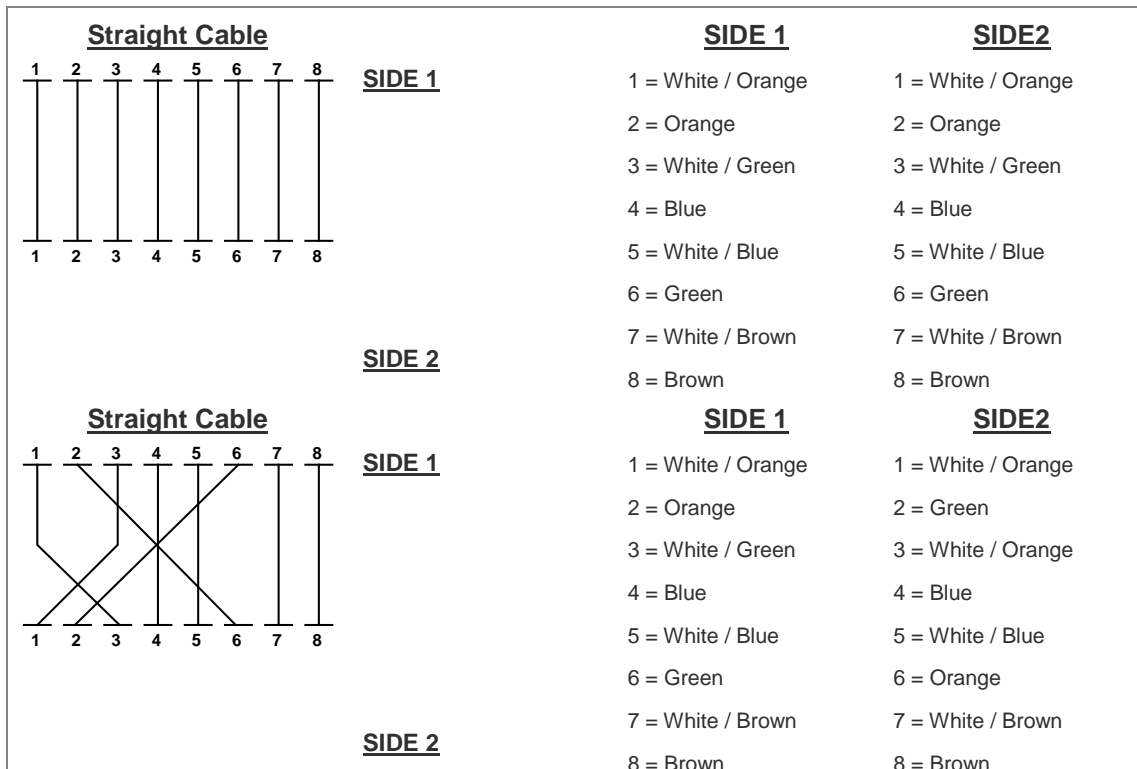 Straight Cable
SIDE 1
SIDE2
1 2 3 4 5 6 7 8
SIDE 1
1 = White / Orange
1 = White / Orange
2 = Orange
2 = Orange
3 = White / Green
3 = White / Green
4 = Blue
4 = Blue
1 2 3 4 5 6 7 8
5 = White / Blue
5 = White / Blue
6 = Green
6 = Green
7 = White / Brown
7 = White / Brown
SIDE 2
8 = Brown
8 = Brown
Straight Cable
SIDE 1
SIDE2
1 2 3 4 5 6 7 8
SIDE 1
1 = White / Orange
1 = White / Orange
2 = Orange
2 = Green
3 = White / Green
3 = White / Orange
4 = Blue
4 = Blue
1 2 3 4 5 6 7 8
5 = White / Blue
5 = White / Blue
6 = Green
6 = Orange
7 = White / Brown
7 = White / Brown
SIDE 2
8 = Brown
8 = Brown